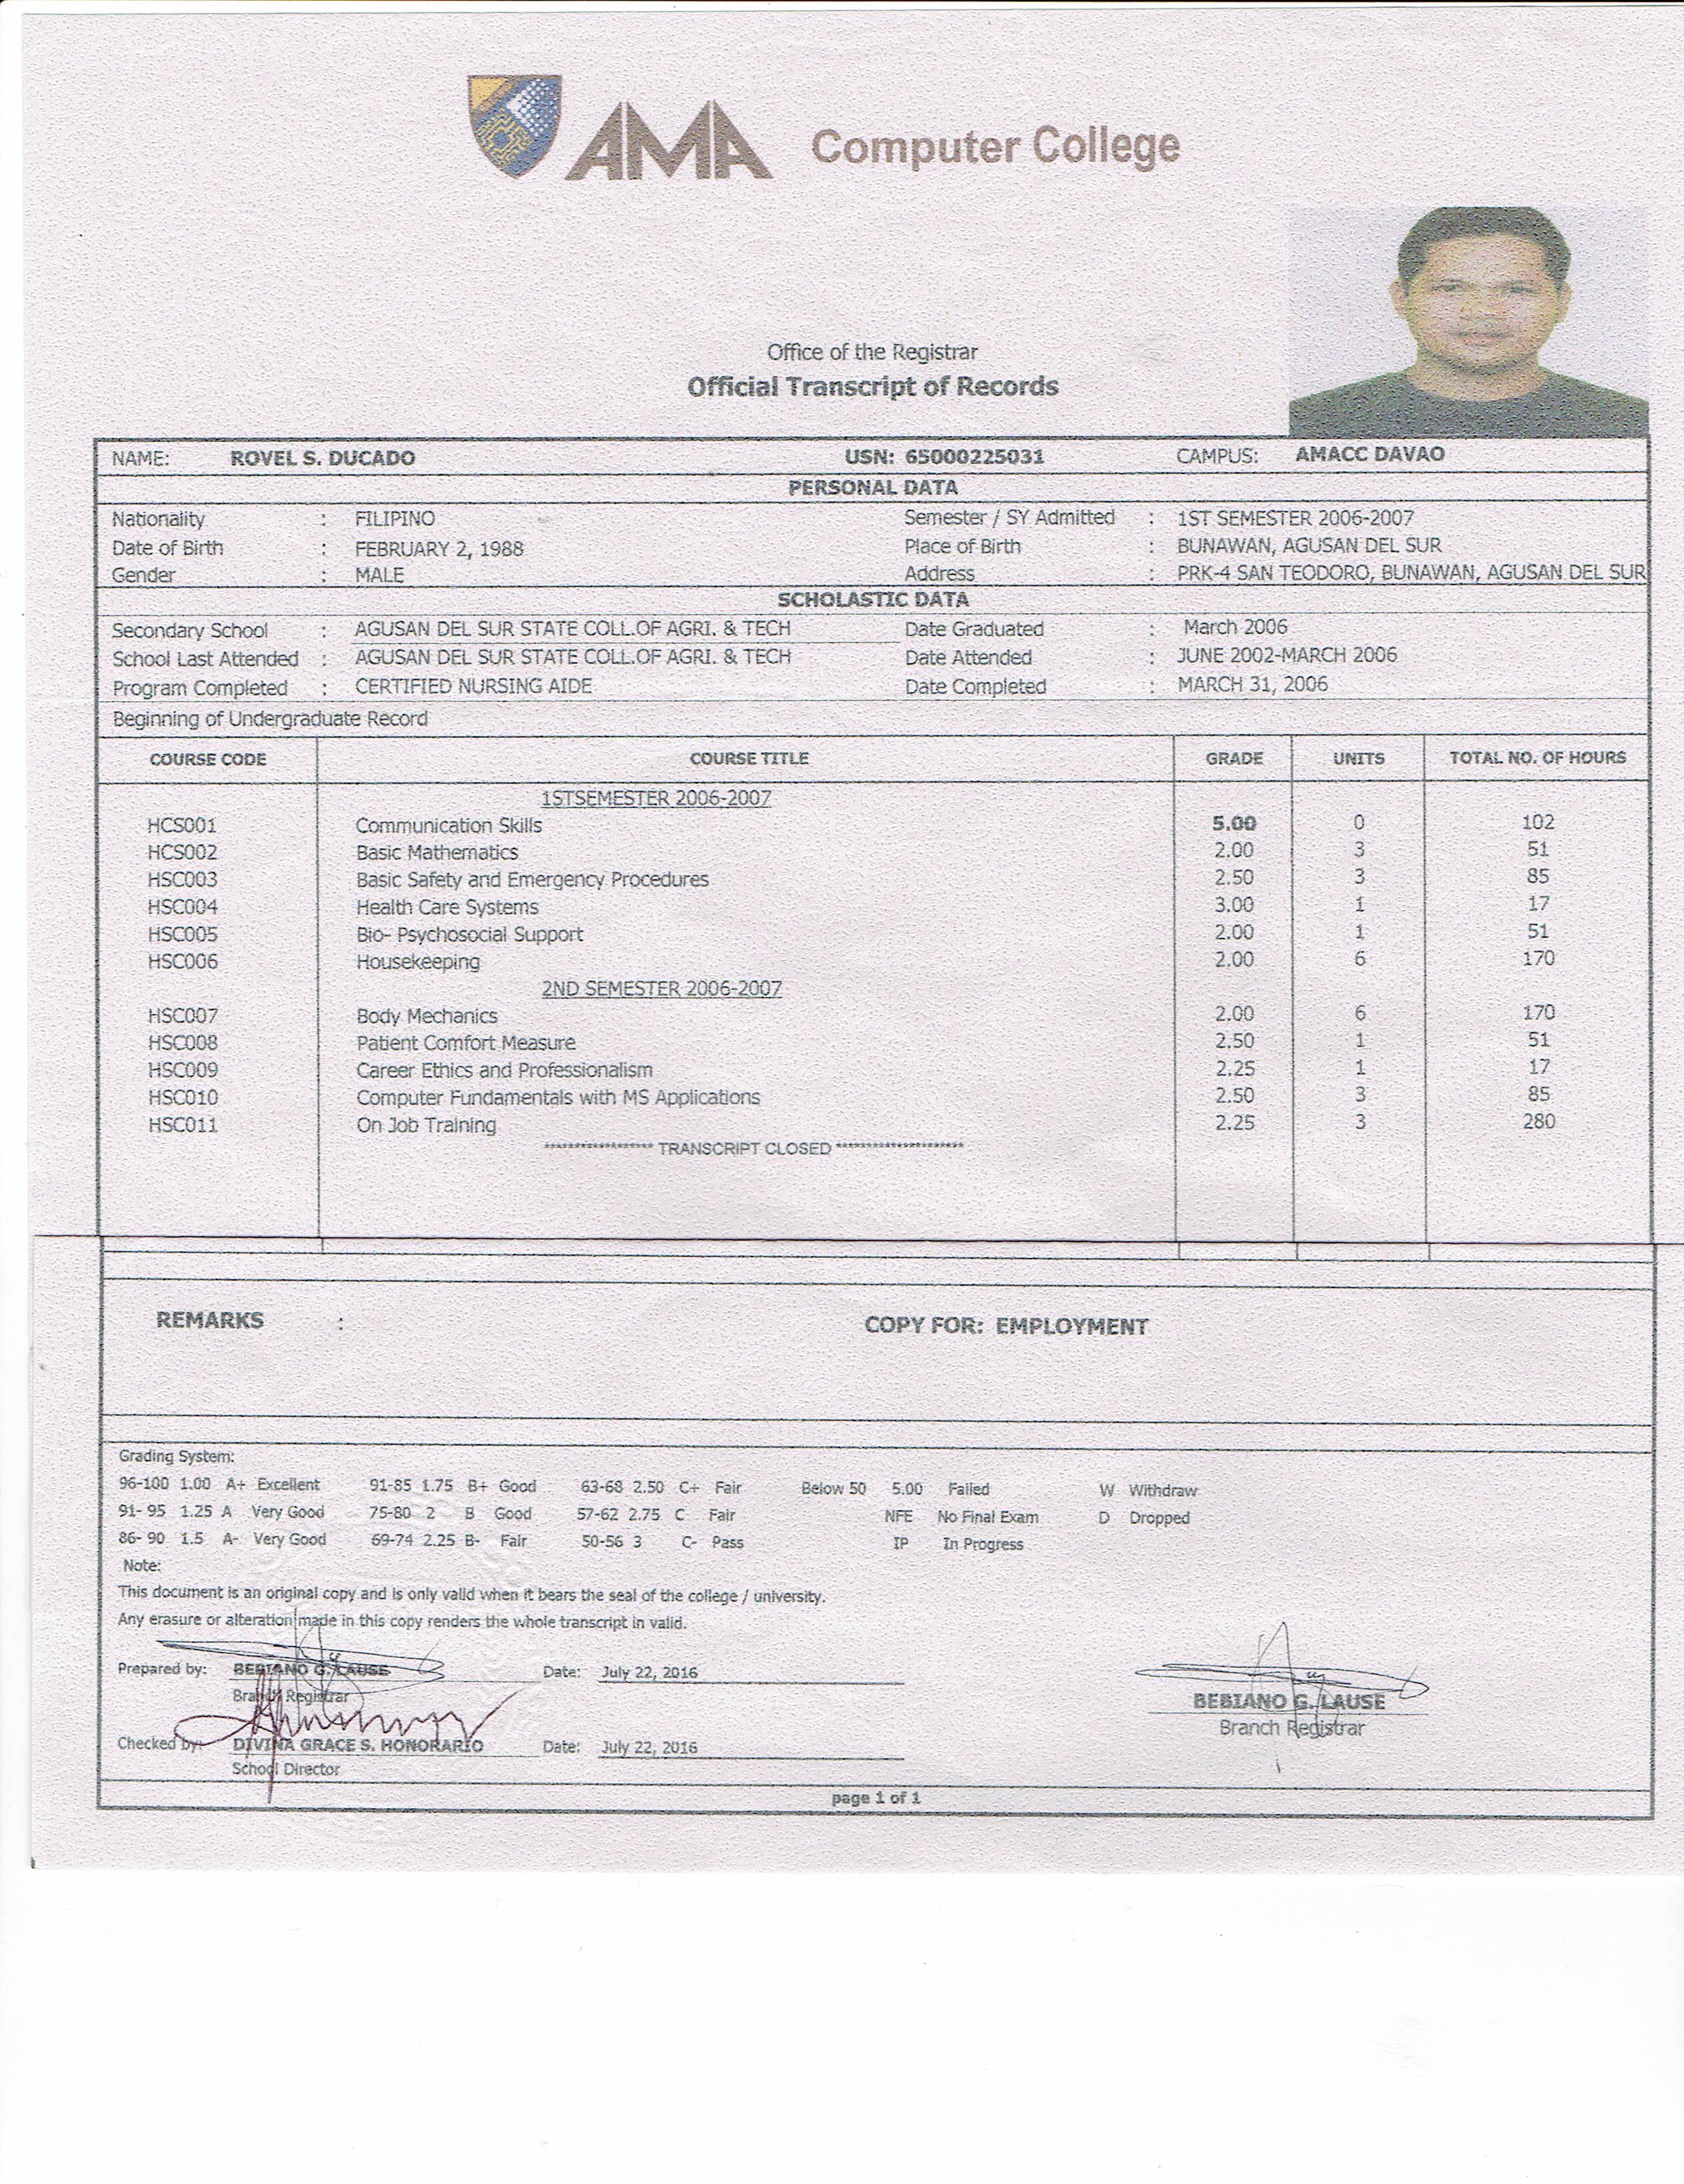 AMA Computer College
Office of the Registrar
Official Transcript of Records
NAME: ROVEL S. DUCADO USN: 65000225031 CAMPUS: AMACC DAVAO
PERSONAL DATA
Nationality : FILIPINO Semester / SY Admitted : 1ST SEMESTER 2006-2007
Date of Birth : FEBRUARY 2, 1988 Place of Birth : BUNAWAN, AGUSAN DEL SUR
Gender : MALE Address : PRK-4 SAN TEODORO, BUNAWAN, AGUSAN DEL SUR
SCHOLASTIC DATA
Secondary School : AGUSAN DEL SUR STATE COLL.OF AGRI. & TECH Date Graduated : March 2006
School Last Attended : AGUSAN DEL SUR STATE COLL.OF AGRI. & TECH Date Attended : JUNE 2002-MARCH 2006
Program Completed : CERTIFIED NURSING AIDE Date Completed : MARCH 31, 2006
Beginning of Undergraduate Record
COURSE CODE COURSE TITLE GRADE UNITS TOTAL NO. OF HOURS
1STSEMESTER 2006-2007
HCS001 Communication Skills 5.00 0 102
HCS002 Basic Mathematics 2.00 3 51
HSC003 Basic Safety and Emergency Procedures 2.50 3 85
HSC004 Health Care Systems 3.00 1 17
HSC005 Bio- Psychosocial Support 2.00 1 51
HSC006 Housekeeping 2.00 6 170
2ND SEMESTER 2006-2007
HSC007 Body Mechanics 2.00 6 170
HSC008 Patient Comfort Measure 2.50 1 51
HSC009 Career Ethics and Professionalism 2.25 1 17
HSC010 Computer Fundamentals with MS Applications 2.50 3 85
HSC011 On Job Training 2.25 3 280
***************** TRANSCRIPT CLOSED ********************
REMARKS : COPY FOR: EMPLOYMENT
Grading System:
96-100 1.00 A+ Excellent 91-85 1.75 B+ Good 63-68 2.50 C+ Fair Below 50 5.00 Failed W Withdraw
91- 95 1.25 A Very Good 75-80 2 B Good 57-62 2.75 C Fair NFE No Final Exam D Dropped
86- 90 1.5 A- Very Good 69-74 2.25 B- Fair 50-56 3 C- Pass IP In Progress
Note:
This document is an original copy and is only valid when it bears the seal of the college / university.
Any erasure or alteration made in this copy renders the whole transcript in valid.
Prepared by: BEBIANO G. LAUSE Date: July 22, 2016
Branch Registrar
BEBIANO G. LAUSE
Branch Registrar
Checked by: DIVINA GRACE S. HONORARIO Date: July 22, 2016
School Director
page 1 of 1